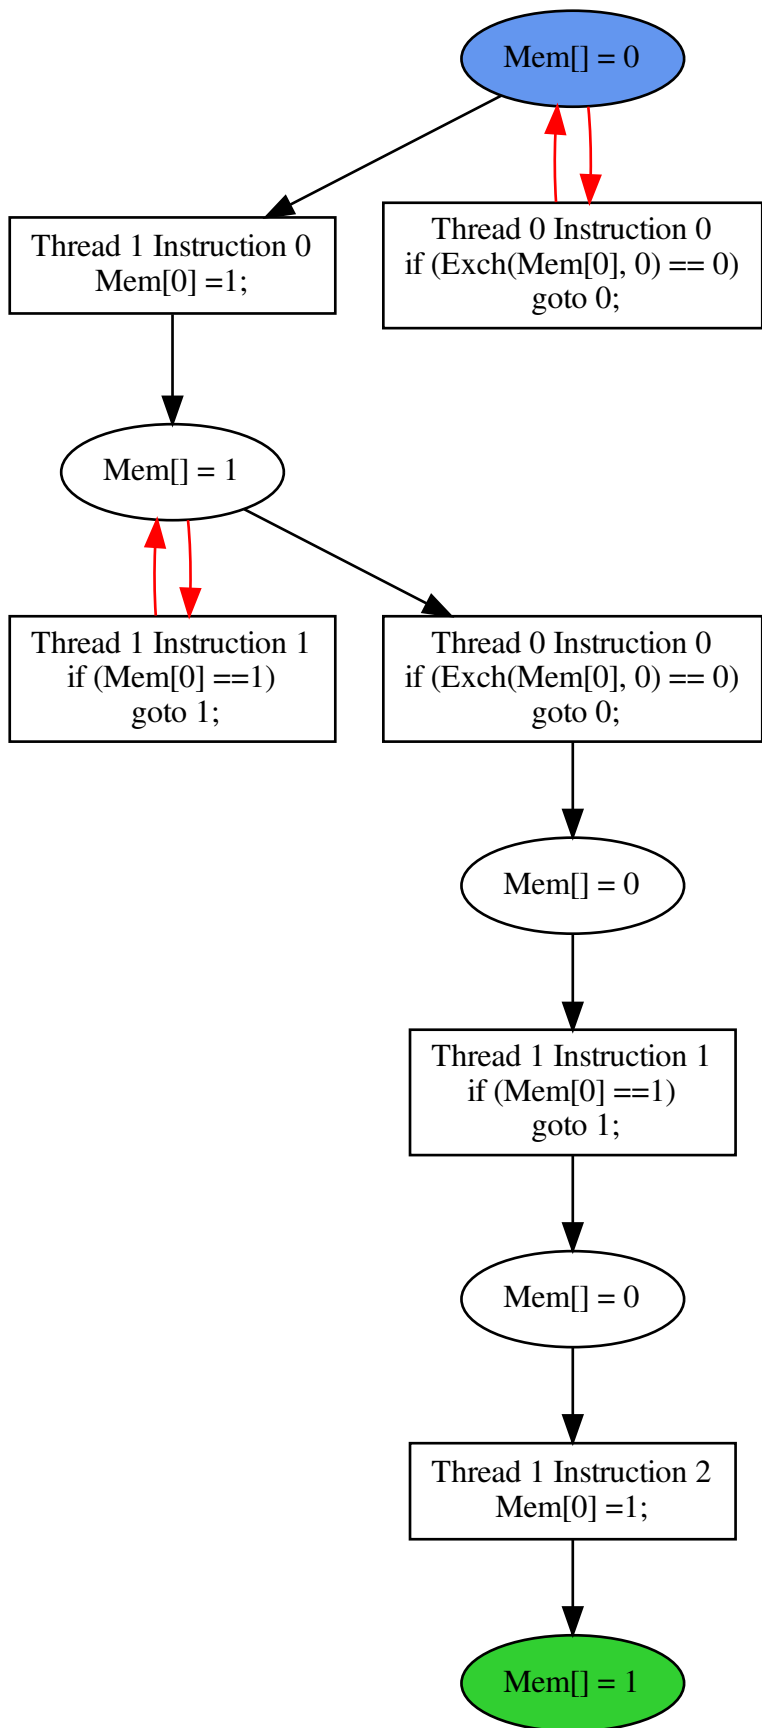 Mem[] = 0
Thread 1 Instruction 0
Mem[0] =1;
Thread 0 Instruction 0
if (Exch(Mem[0], 0) == 0)
goto 0;
Mem[] = 1
Thread 1 Instruction 1
if (Mem[0] ==1)
goto 1;
Thread 0 Instruction 0
if (Exch(Mem[0], 0) == 0)
goto 0;
Mem[] = 0
Thread 1 Instruction 1
if (Mem[0] ==1)
goto 1;
Mem[] = 0
Thread 1 Instruction 2
Mem[0] =1;
Mem[] = 1